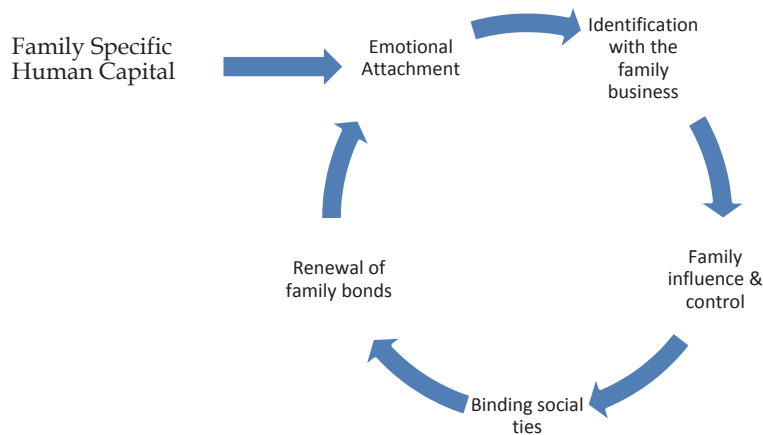 Family Specific
Human Capital
Emotional
Attachment
Identification
with the
family
business
Family
influence &
control
Binding social
ties
Renewal of
family bonds